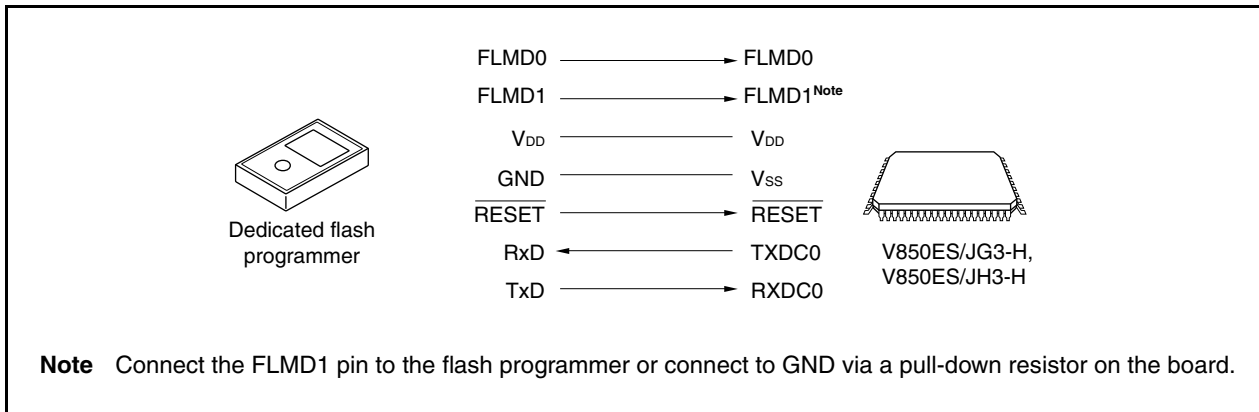 FLMD0 FLMD0
FLMD1 FLMD1Note
VDD VDD
GND VSS
RESET RESET
Dedicated flash
programmer
RxD TXDC0
V850ES/JG3-H,
V850ES/JH3-H
TxD RXDC0
Note Connect the FLMD1 pin to the flash programmer or connect to GND via a pull-down resistor on the board.